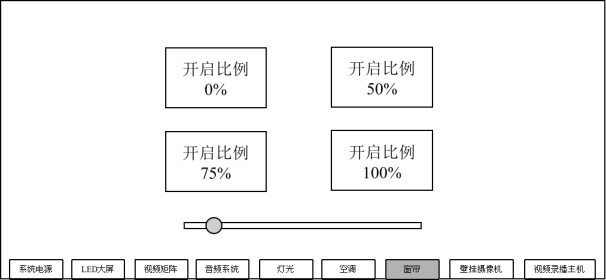 开启比例
0%
开启比例
50%
开启比例
75%
开启比例
100%
系统电源 LED大屏 视频矩阵 音频系统 灯光 空调 窗帘 壁挂摄像机 视频录播主机